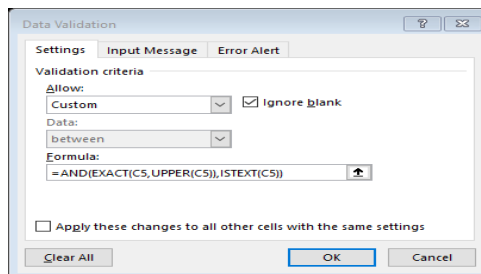 Data Validation
Settings Input Message Error Alert
Validation criteria
Allow:
Custom Ignore blank
Data:
between
Formula:
=AND(EXACT(C5,UPPER(C5)),ISTEXT(C5))
Apply these changes to all other cells with the same settings
Clear All OK Cancel